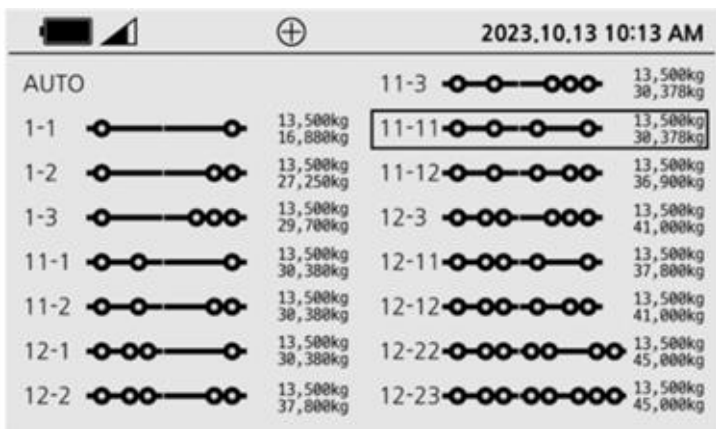 2023.10.13 10:13 AM
AUTO
1-1 13,500kg
16,880kg
1-2 13,500kg
27,250kg
1-3 13,500kg
29,700kg
11-1 13,500kg
30,380kg
11-2 13,500kg
30,380kg
12-1 13,500kg
30,380kg
12-2 13,500kg
37,800kg
11-3 13,500kg
30,378kg
11-11 13,500kg
30,378kg
11-12 13,500kg
36,900kg
12-3 13,500kg
41,000kg
12-11 13,500kg
37,800kg
12-12 13,500kg
41,000kg
12-22 13,500kg
45,000kg
12-23 13,500kg
45,000kg